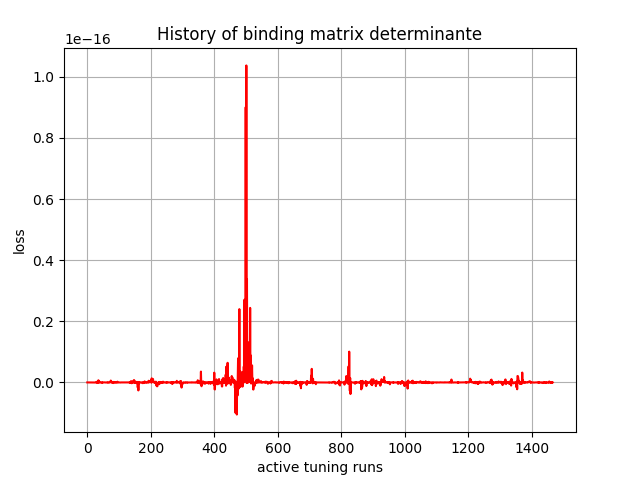 History of binding matrix determinante
1e−16
1.0
0.8
0.6
0.4
0.2
0.0
loss
0 200 400 600 800 1000 1200 1400
active tuning runs